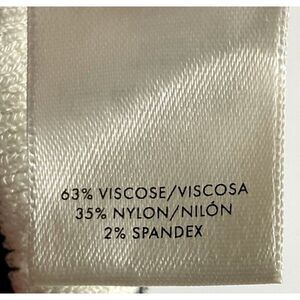 63% VISCOSE/VISCOSA
35% NYLON/NILÓN
2% SPANDEX